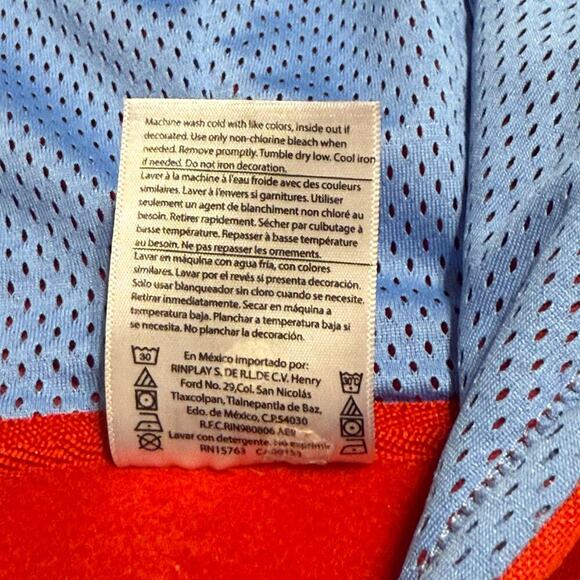 Machine wash cold with like colors, inside out if
decorated. Use only non-chlorine bleach when
needed. Remove promptly. Tumble dry low. Cool iron
if needed. Do not iron decoration.
Laver à la machine à l'eau froide avec des couleurs
similaires. Laver à l'envers si garnitures. Utiliser
seulement un agent de blanchiment non chloré au
besoin. Retirer rapidement. Sécher par culbutage à
basse température. Repasser à basse température
au besoin. Ne pas repasser les ornements.
Lavar en máquina con agua fría, con colores
similares. Lavar por el revés si presenta decoración.
Solo usar blanqueador sin cloro cuando se necesite.
Retirar inmediatamente. Secar en máquina a
temperatura baja. Planchar a temperatura baja si
se necesita. No planchar la decoración.
30
En México importado por:
RINPLAY S. DE R.L.DE C.V. Henry
30°C
Ford No. 29, Col. San Nicolás
Tlaxcolpan, Tlalnepantla de Baz,
Edo. de México, C.P.54030
R.F.C.RIN980806 AE9
Lavar con detergente. No exprimir
RN15763 CA00153